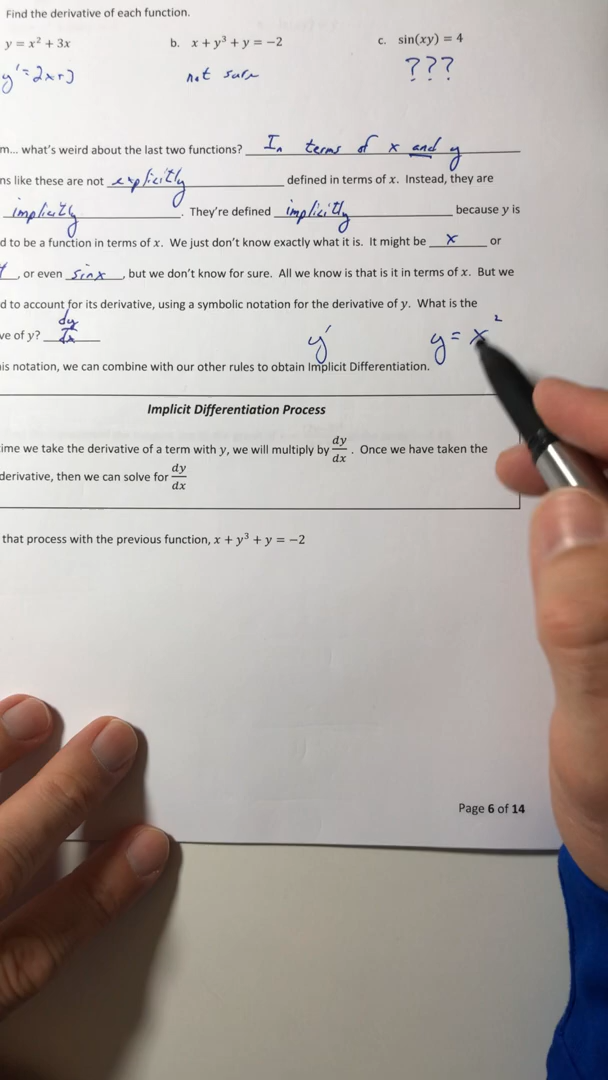 Find the derivative of each function.
y = x² + 3x b. x + y³ + y = −2 c. sin(xy) = 4
y' = 2x+3 not sure ???
m... what's weird about the last two functions? In terms of x and y
ns like these are not explicitly defined in terms of x. Instead, they are
implicitly. They're defined implicitly because y is
d to be a function in terms of x. We just don't know exactly what it is. It might be x or
, or even sinx, but we don't know for sure. All we know is that is it in terms of x. But we
d to account for its derivative, using a symbolic notation for the derivative of y. What is the
ve of y? dy/dx y' y = x²
is notation, we can combine with our other rules to obtain Implicit Differentiation.
Implicit Differentiation Process
ime we take the derivative of a term with y, we will multiply by dy/dx. Once we have taken the
derivative, then we can solve for dy/dx
that process with the previous function, x + y³ + y = −2
Page 6 of 14